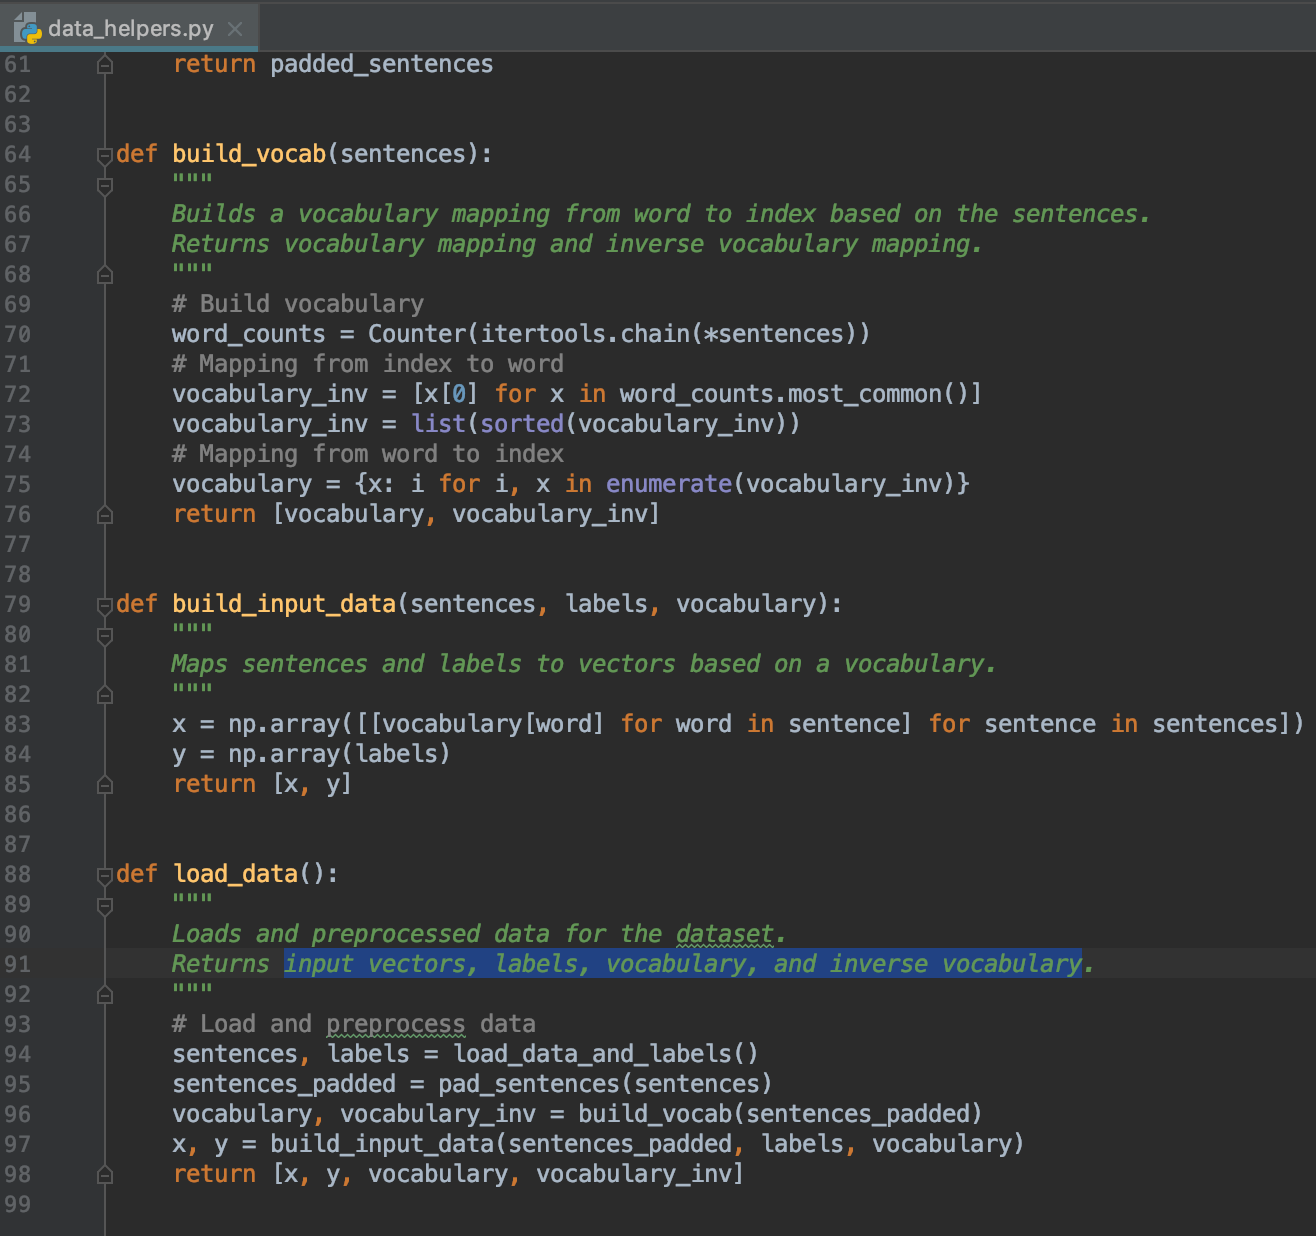 data_helpers.py
61     return padded_sentences
62
63
64 def build_vocab(sentences):
65     """
66     Builds a vocabulary mapping from word to index based on the sentences.
67     Returns vocabulary mapping and inverse vocabulary mapping.
68     """
69     # Build vocabulary
70     word_counts = Counter(itertools.chain(*sentences))
71     # Mapping from index to word
72     vocabulary_inv = [x[0] for x in word_counts.most_common()]
73     vocabulary_inv = list(sorted(vocabulary_inv))
74     # Mapping from word to index
75     vocabulary = {x: i for i, x in enumerate(vocabulary_inv)}
76     return [vocabulary, vocabulary_inv]
77
78
79 def build_input_data(sentences, labels, vocabulary):
80     """
81     Maps sentences and labels to vectors based on a vocabulary.
82     """
83     x = np.array([[vocabulary[word] for word in sentence] for sentence in sentences])
84     y = np.array(labels)
85     return [x, y]
86
87
88 def load_data():
89     """
90     Loads and preprocessed data for the dataset.
91     Returns input vectors, labels, vocabulary, and inverse vocabulary.
92     """
93     # Load and preprocess data
94     sentences, labels = load_data_and_labels()
95     sentences_padded = pad_sentences(sentences)
96     vocabulary, vocabulary_inv = build_vocab(sentences_padded)
97     x, y = build_input_data(sentences_padded, labels, vocabulary)
98     return [x, y, vocabulary, vocabulary_inv]
99